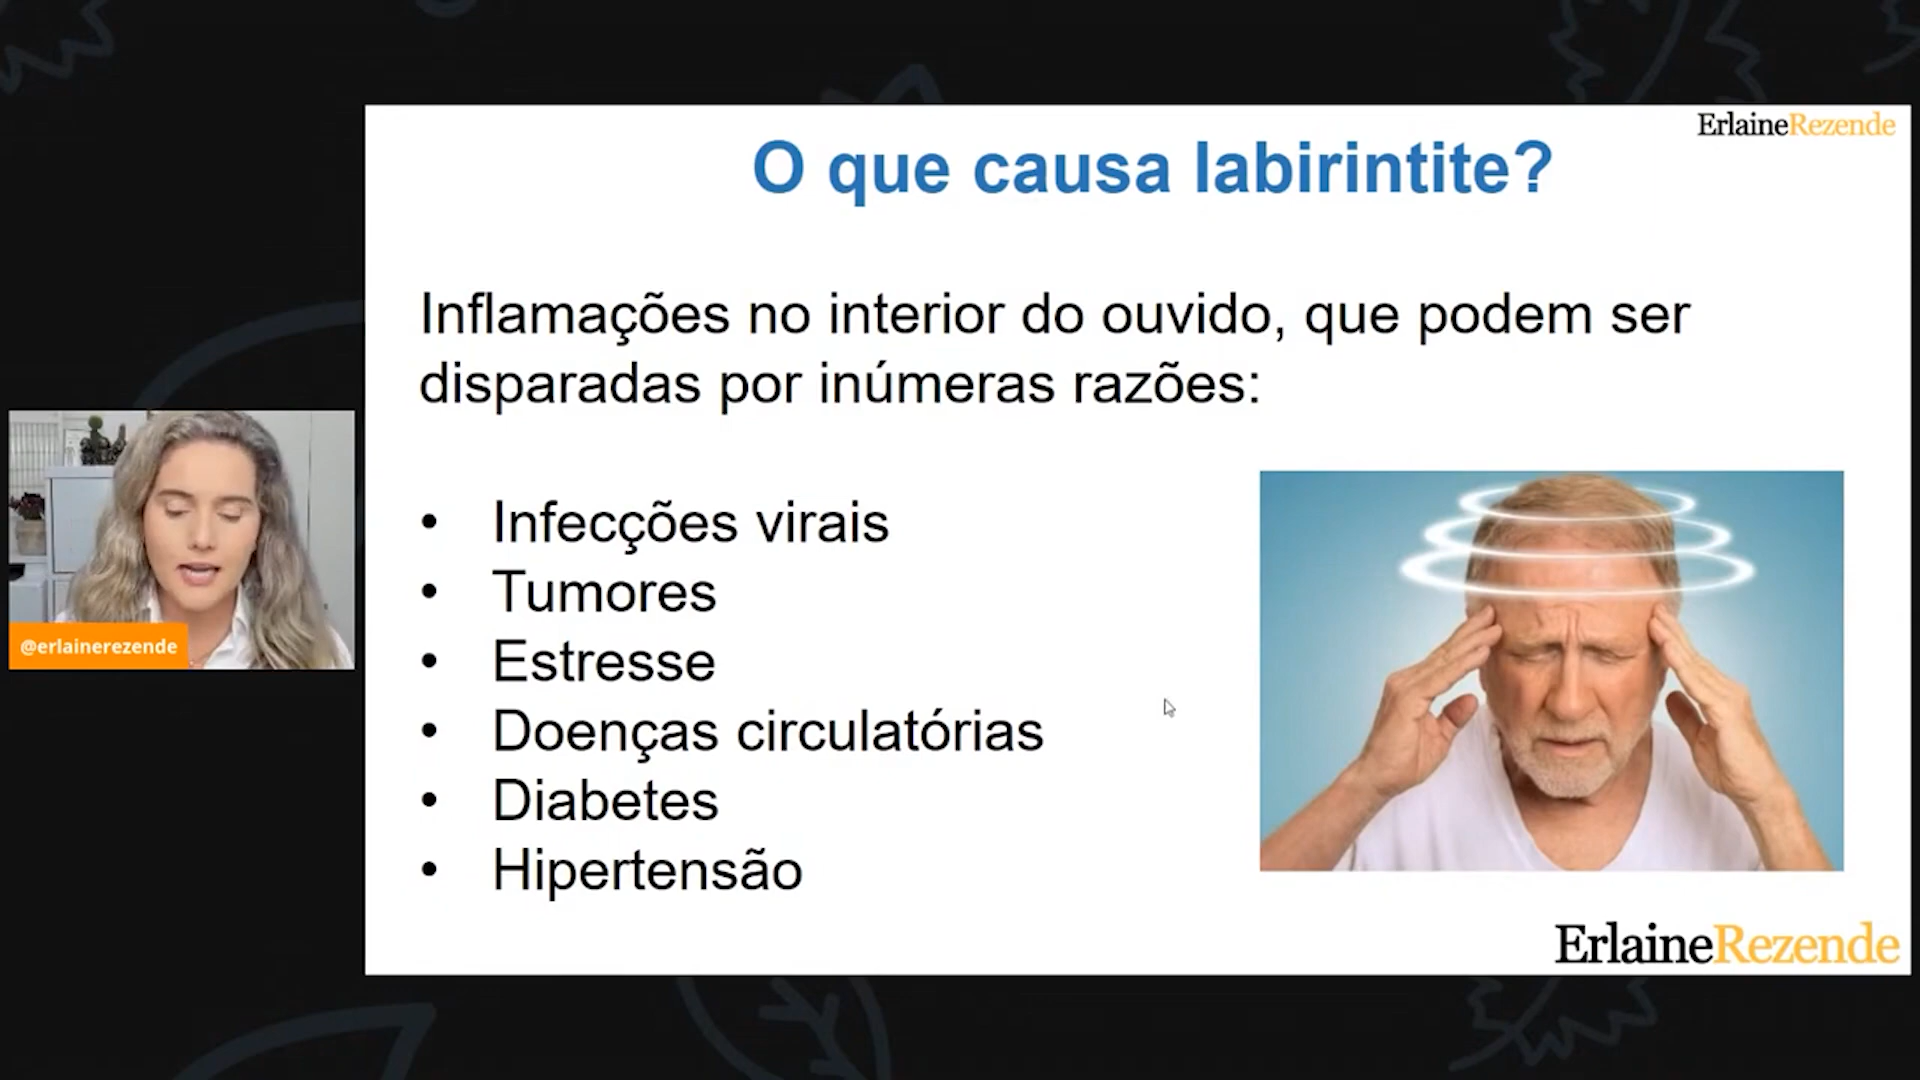 ErlaineRezende
O que causa labirintite?
Inflamações no interior do ouvido, que podem ser
disparadas por inúmeras razões:
• Infecções virais
• Tumores
• Estresse
• Doenças circulatórias
• Diabetes
• Hipertensão
@erlainerezende
ErlaineRezende